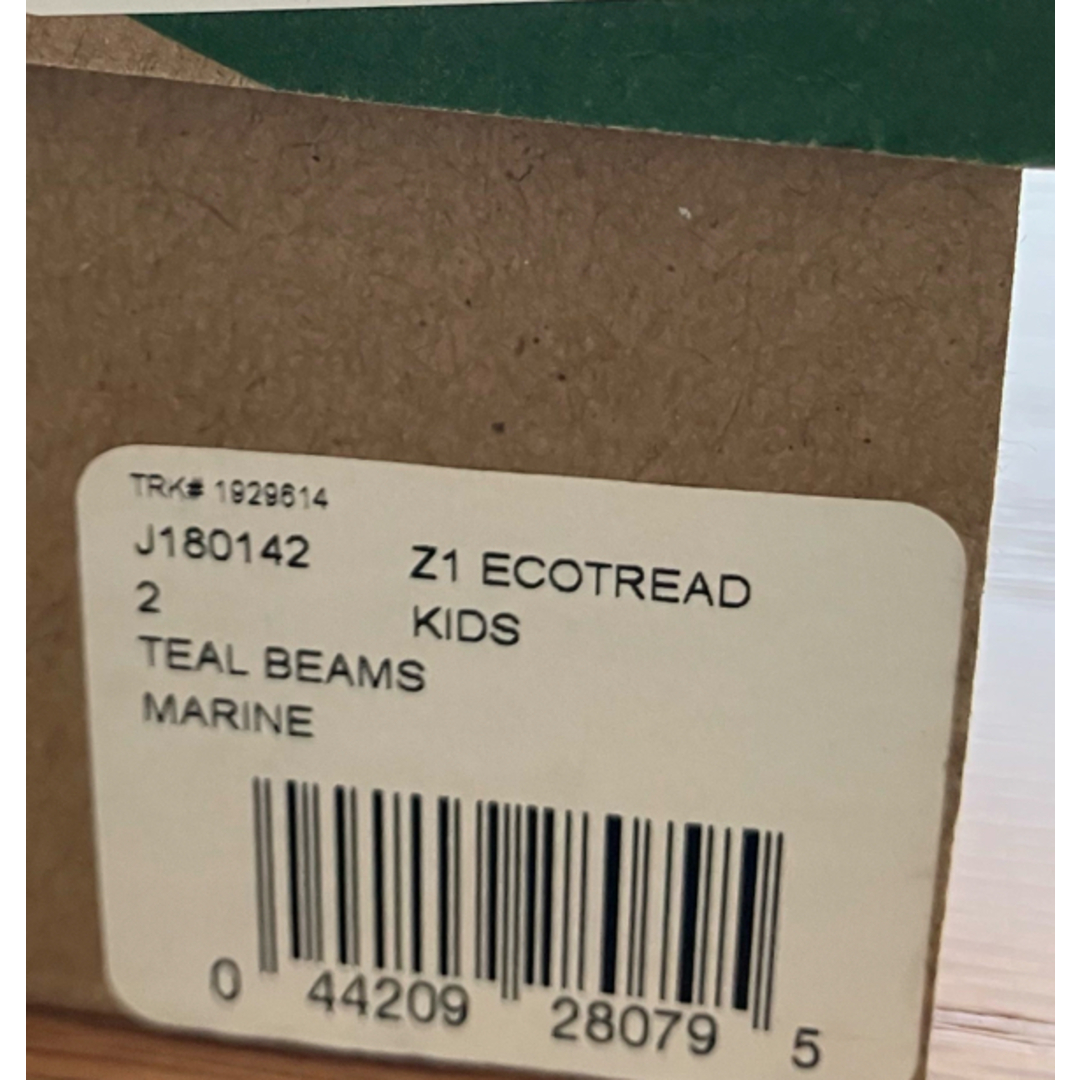 TRK# 1929614
J180142 Z1 ECOTREAD
2 KIDS
TEAL BEAMS
MARINE
0 44209 28079 5